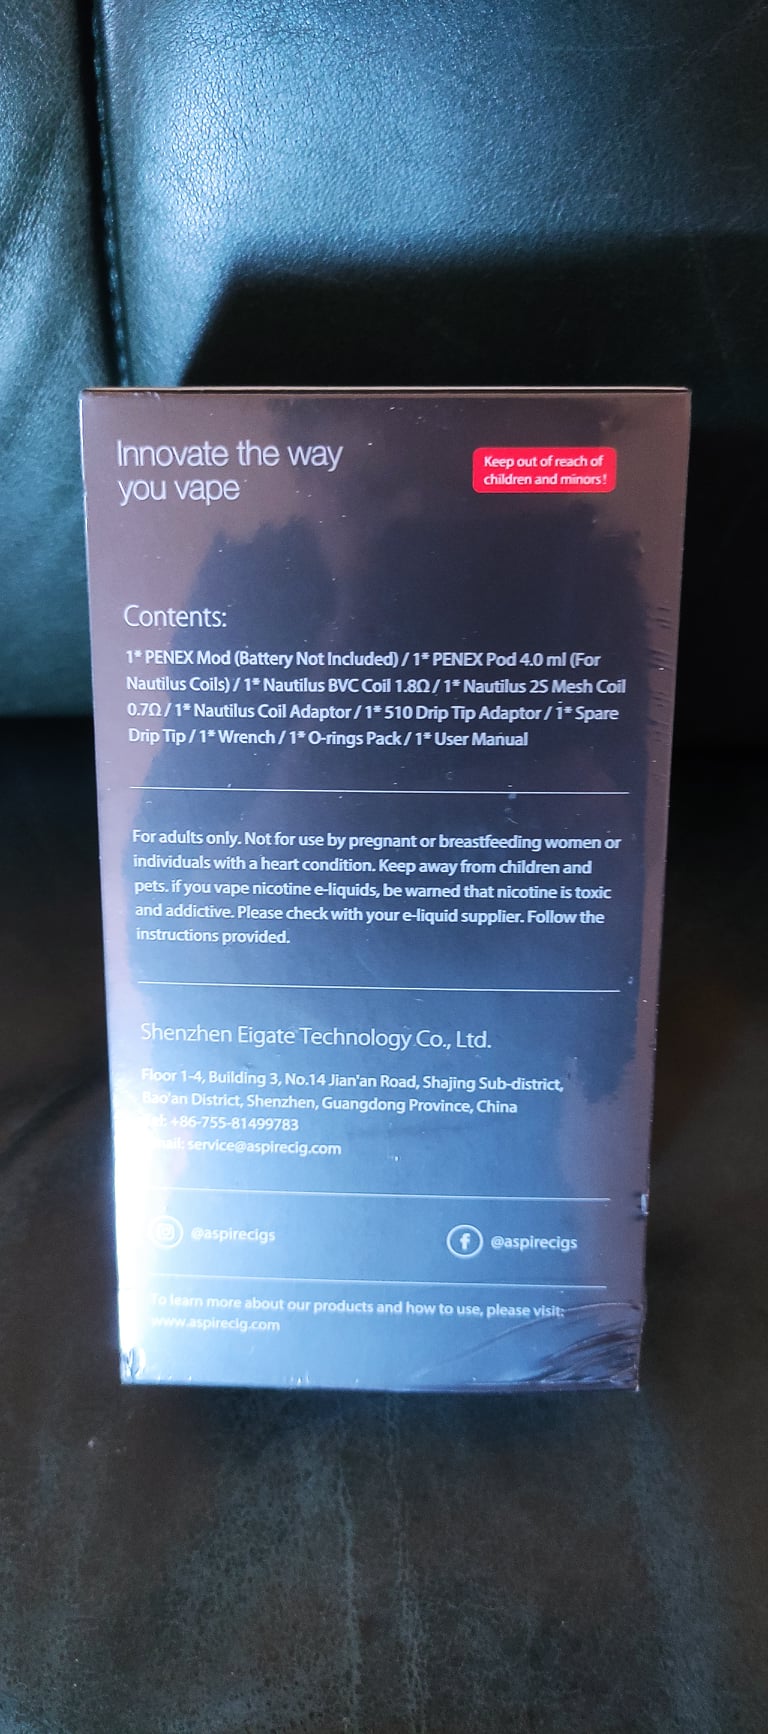 Innovate the way
you vape
Keep out of reach of
children and minors!
Contents:
1* PENEX Mod (Battery Not Included) / 1* PENEX Pod 4.0 ml (For
Nautilus Coils) / 1* Nautilus BVC Coil 1.8Ω / 1* Nautilus 2S Mesh Coil
0.7Ω / 1* Nautilus Coil Adaptor / 1* 510 Drip Tip Adaptor / 1* Spare
Drip Tip / 1* Wrench / 1* O-rings Pack / 1* User Manual
For adults only. Not for use by pregnant or breastfeeding women or
individuals with a heart condition. Keep away from children and
pets. if you vape nicotine e-liquids, be warned that nicotine is toxic
and addictive. Please check with your e-liquid supplier. Follow the
instructions provided.
Shenzhen Eigate Technology Co., Ltd.
Floor 1-4, Building 3, No.14 Jian'an Road, Shajing Sub-district,
Bao'an District, Shenzhen, Guangdong Province, China
Tel: +86-755-81499783
Email: service@aspirecig.com
@aspirecigs
@aspirecigs
To learn more about our products and how to use, please visit:
www.aspirecig.com